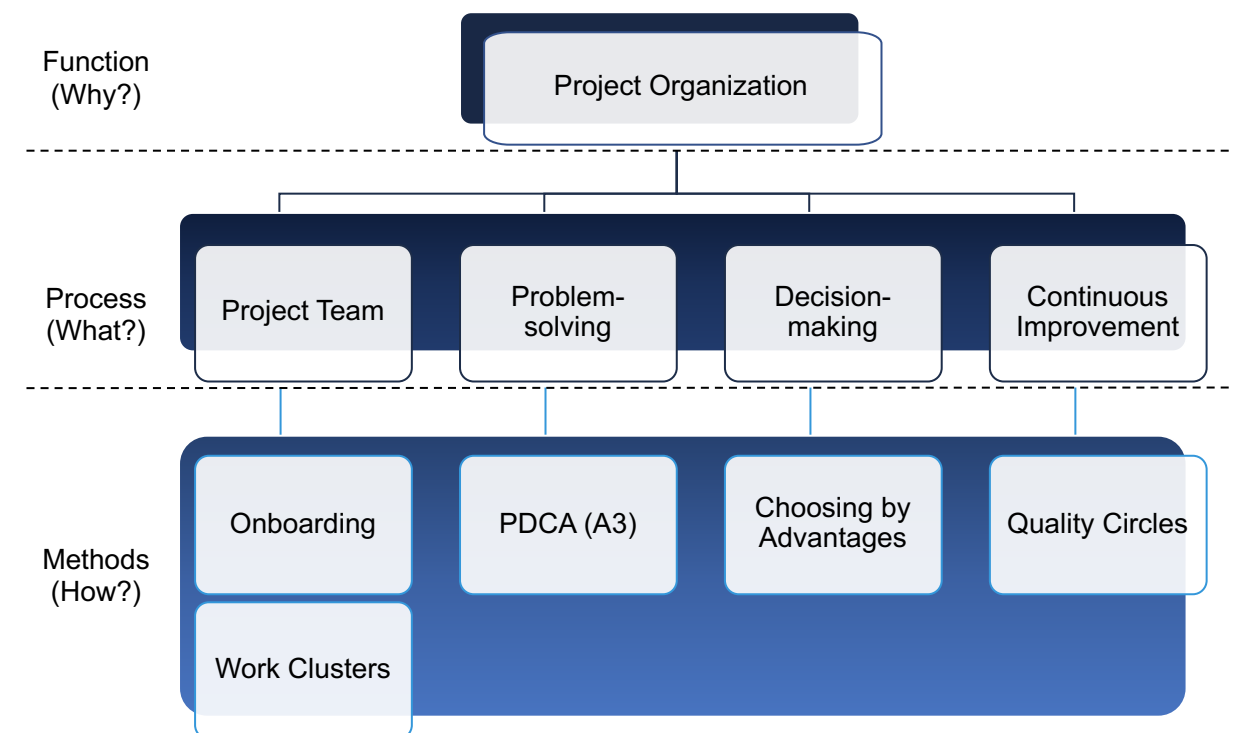 Function
(Why?)
Project Organization
Process
(What?)
Project Team
Problem-
solving
Decision-
making
Continuous
Improvement
Methods
(How?)
Onboarding
PDCA (A3)
Choosing by
Advantages
Quality Circles
Work Clusters